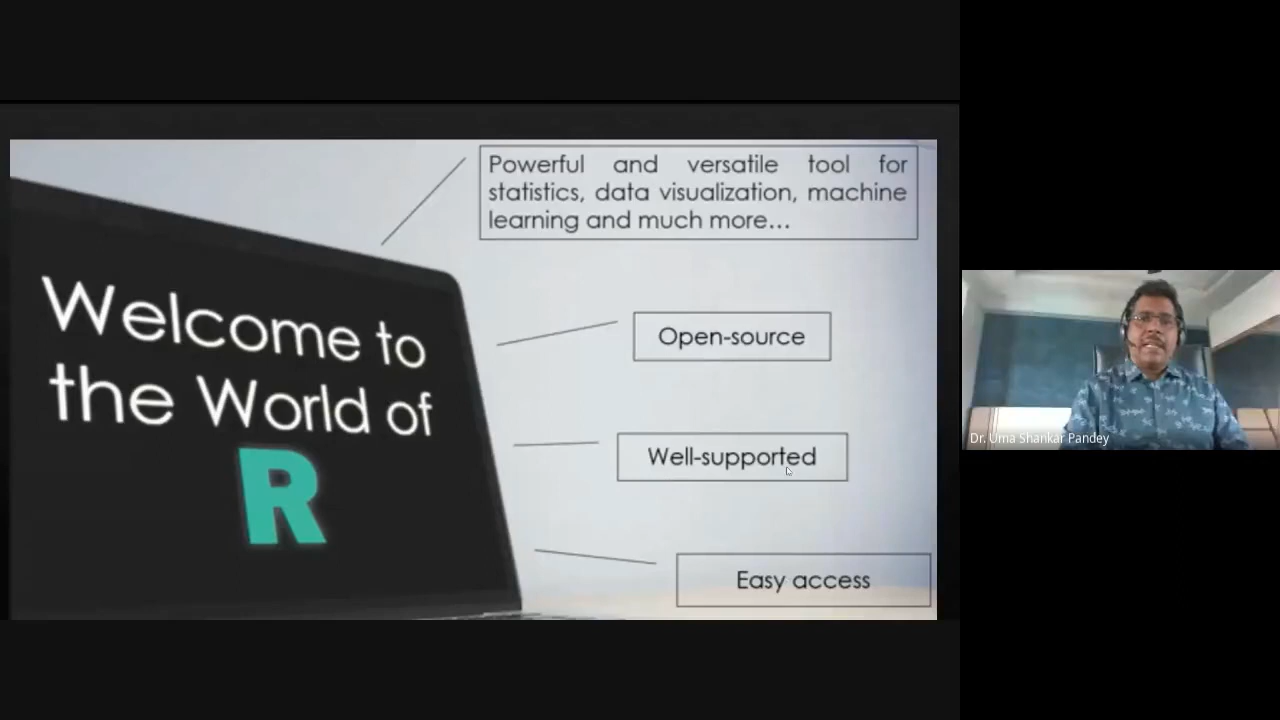 Powerful and versatile tool for
statistics, data visualization, machine
learning and much more...
Welcome to
the World of
R
Open-source
Well-supported
Easy access
Dr. Uma Shankar Pandey